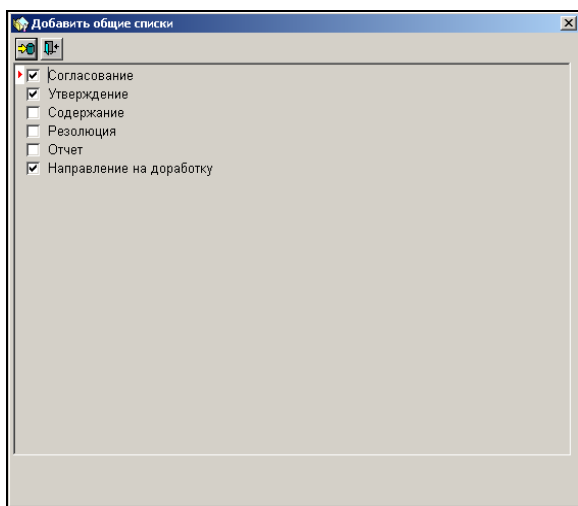 Добавить общие списки
Согласование
Утверждение
Содержание
Резолюция
Отчет
Направление на доработку